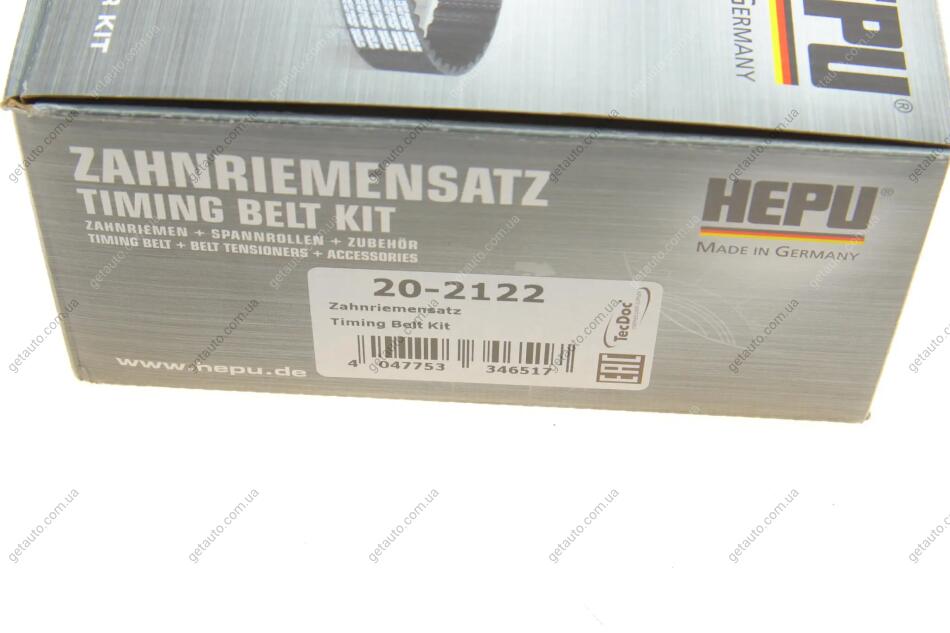 R KIT
HEPU®
GERMANY
ZAHNRIEMENSATZ
TIMING BELT KIT
ZAHNRIEMEN + SPANNROLLEN + ZUBEHÖR
TIMING BELT + BELT TENSIONERS + ACCESSORIES
HEPU®
MADE IN GERMANY
20-2122
Zahnriemensatz
Timing Belt Kit
TecDoc
4 047753 346517
EAC
www.hepu.de
getauto.com.ua